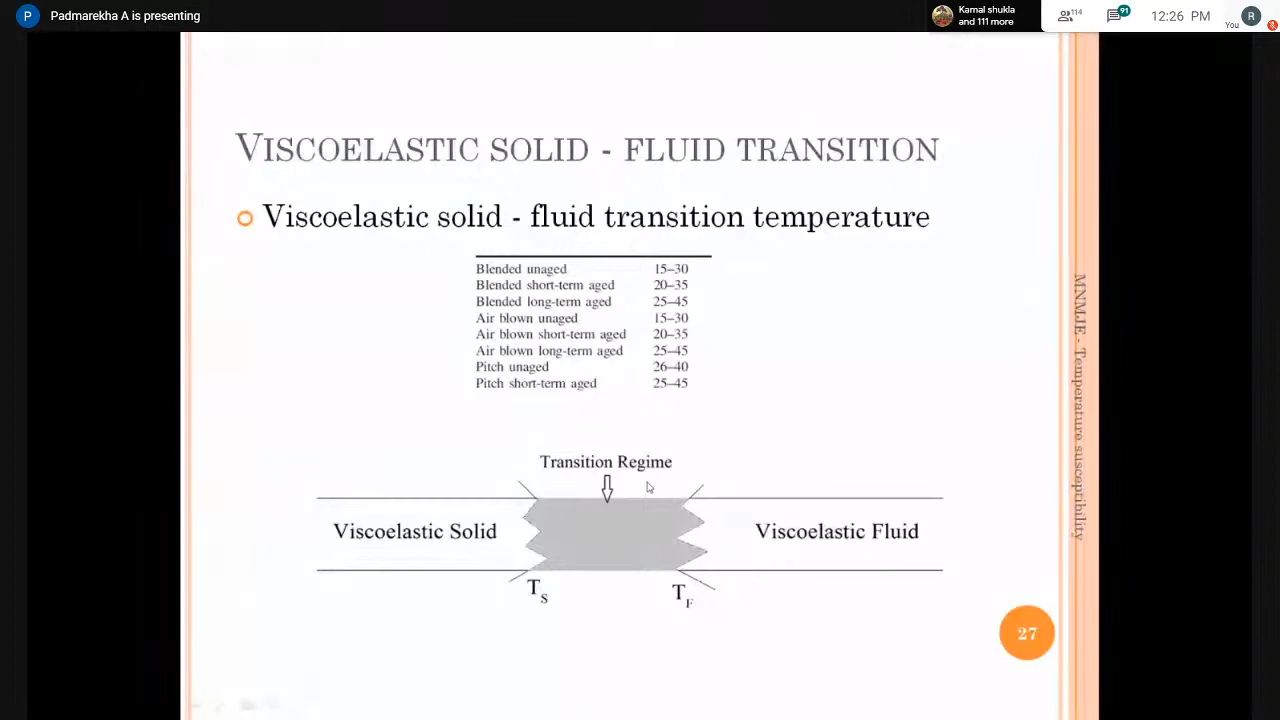 P Padmarekha A is presenting
Kamal shukla
and 111 more
114
91
12:26 PM
R
You
VISCOELASTIC SOLID - FLUID TRANSITION
Viscoelastic solid - fluid transition temperature
Blended unaged 15–30
Blended short-term aged 20–35
Blended long-term aged 25–45
Air blown unaged 15–30
Air blown short-term aged 20–35
Air blown long-term aged 25–45
Pitch unaged 26–40
Pitch short-term aged 25–45
Transition Regime
Viscoelastic Solid
Viscoelastic Fluid
TS
TF
27
MNMJE - Temperature susceptibility